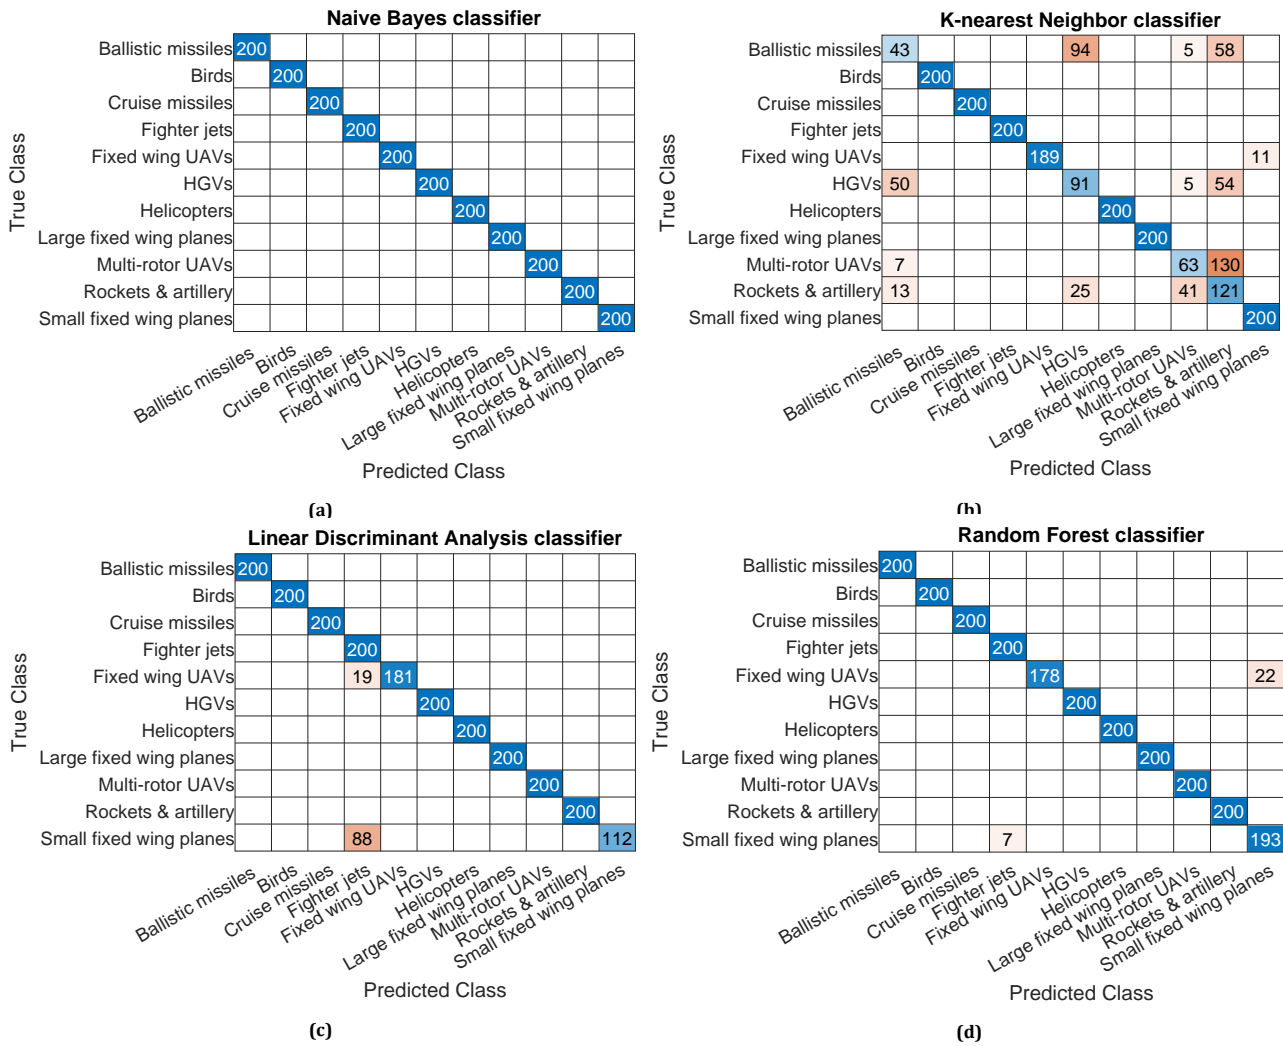 Naive Bayes classifier
True Class
Ballistic missiles 200
Birds 200
Cruise missiles 200
Fighter jets 200
Fixed wing UAVs 200
HGVs 200
Helicopters 200
Large fixed wing planes 200
Multi-rotor UAVs 200
Rockets & artillery 200
Small fixed wing planes 200
Ballistic missiles
Birds
Cruise missiles
Fighter jets
Fixed wing UAVs
HGVs
Helicopters
Large fixed wing planes
Multi-rotor UAVs
Rockets & artillery
Small fixed wing planes
Predicted Class
(a)
K-nearest Neighbor classifier
True Class
Ballistic missiles 43 94 5 58
Birds 200
Cruise missiles 200
Fighter jets 200
Fixed wing UAVs 189 11
HGVs 50 91 5 54
Helicopters 200
Large fixed wing planes 200
Multi-rotor UAVs 7 63 130
Rockets & artillery 13 25 41 121
Small fixed wing planes 200
Ballistic missiles
Birds
Cruise missiles
Fighter jets
Fixed wing UAVs
HGVs
Helicopters
Large fixed wing planes
Multi-rotor UAVs
Rockets & artillery
Small fixed wing planes
Predicted Class
(b)
Linear Discriminant Analysis classifier
True Class
Ballistic missiles 200
Birds 200
Cruise missiles 200
Fighter jets 200
Fixed wing UAVs 19 181
HGVs 200
Helicopters 200
Large fixed wing planes 200
Multi-rotor UAVs 200
Rockets & artillery 200
Small fixed wing planes 88 112
Ballistic missiles
Birds
Cruise missiles
Fighter jets
Fixed wing UAVs
HGVs
Helicopters
Large fixed wing planes
Multi-rotor UAVs
Rockets & artillery
Small fixed wing planes
Predicted Class
(c)
Random Forest classifier
True Class
Ballistic missiles 200
Birds 200
Cruise missiles 200
Fighter jets 200
Fixed wing UAVs 178 22
HGVs 200
Helicopters 200
Large fixed wing planes 200
Multi-rotor UAVs 200
Rockets & artillery 200
Small fixed wing planes 7 193
Ballistic missiles
Birds
Cruise missiles
Fighter jets
Fixed wing UAVs
HGVs
Helicopters
Large fixed wing planes
Multi-rotor UAVs
Rockets & artillery
Small fixed wing planes
Predicted Class
(d)